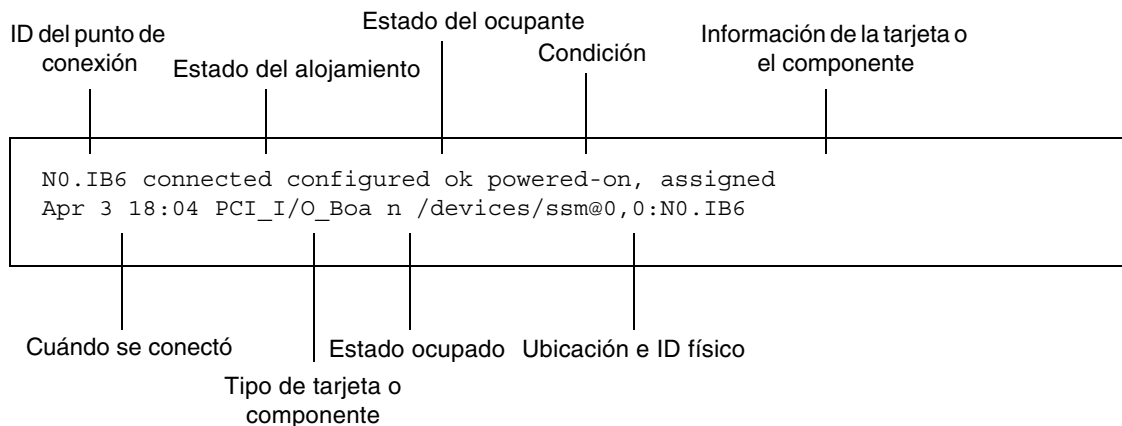 ID del punto de
conexión
Estado del alojamiento
Estado del ocupante
Condición
Información de la tarjeta o
el componente
N0.IB6 connected configured ok powered-on, assigned
Apr 3 18:04 PCI_I/O_Boa n /devices/ssm@0,0:N0.IB6
Cuándo se conectó
Tipo de tarjeta o
componente
Estado ocupado
Ubicación e ID físico